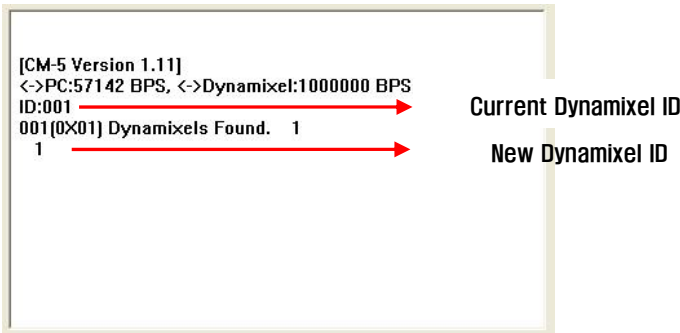 [CM-5 Version 1.11]
<->PC:57142 BPS, <->Dynamixel:1000000 BPS
ID:001
Current Dynamixel ID
001(0X01) Dynamixels Found. 1
1
New Dynamixel ID